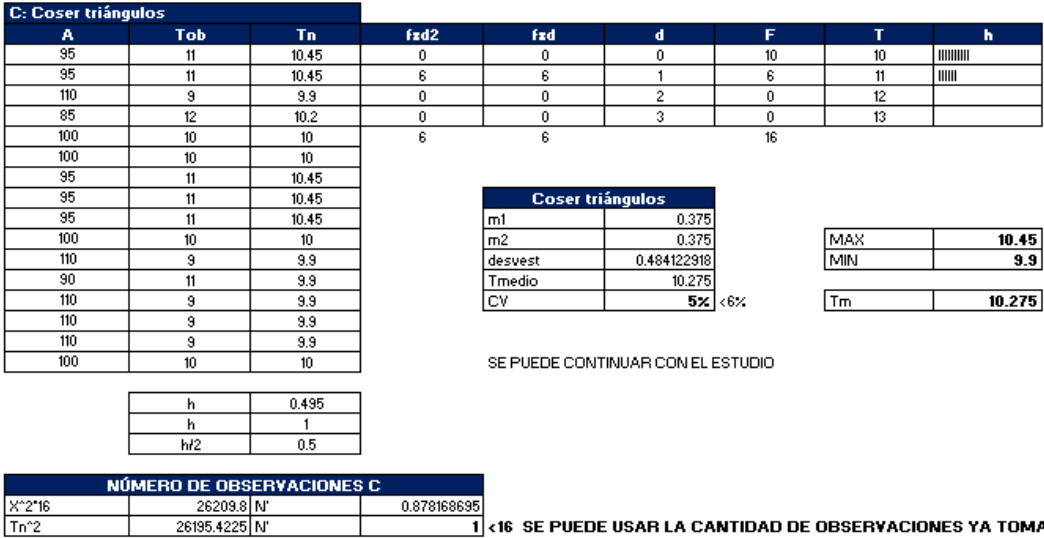 C: Coser triángulos
A Tob Tn fxd2 fxd d F T h
95 11 10.45 0 0 0 10 10 IIIIIIIIII
95 11 10.45 6 6 1 6 11 IIIIII
110 9 9.9 0 0 2 0 12
85 12 10.2 0 0 3 0 13
100 10 10 6 6 16
100 10 10
95 11 10.45
95 11 10.45
95 11 10.45
100 10 10
110 9 9.9
90 11 9.9
110 9 9.9
110 9 9.9
110 9 9.9
100 10 10
Coser triángulos
m1 0.375
m2 0.375
desvest 0.484122918
Tmedio 10.275
CV 5% <6%
MAX 10.45
MIN 9.9
Tm 10.275
SE PUEDE CONTINUAR CON EL ESTUDIO
h 0.495
h 1
h/2 0.5
NÚMERO DE OBSERVACIONES C
X^2*16 26209.8 N' 0.878168695
Tn^2 26195.4225 N' 1 <16 SE PUEDE USAR LA CANTIDAD DE OBSERVACIONES YA TOMA